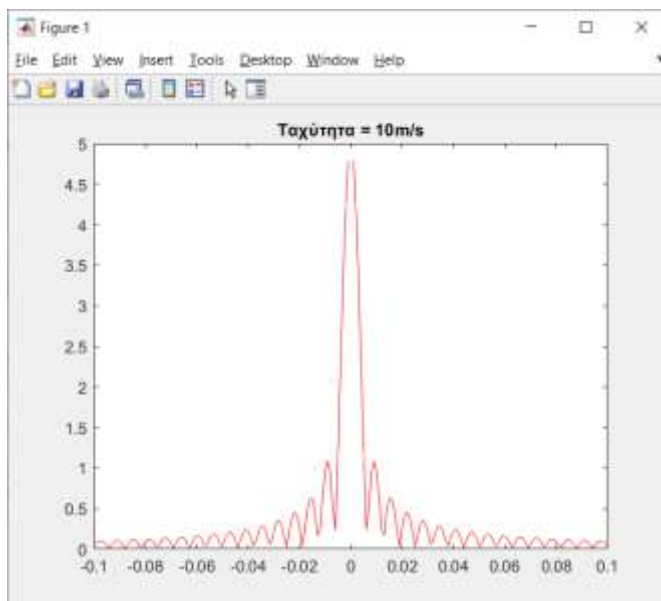 Figure 1
File Edit View Insert Tools Desktop Window Help
Ταχύτητα = 10m/s
5
4.5
4
3.5
3
2.5
2
1.5
1
0.5
0
-0.1 -0.08 -0.06 -0.04 -0.02 0 0.02 0.04 0.06 0.08 0.1